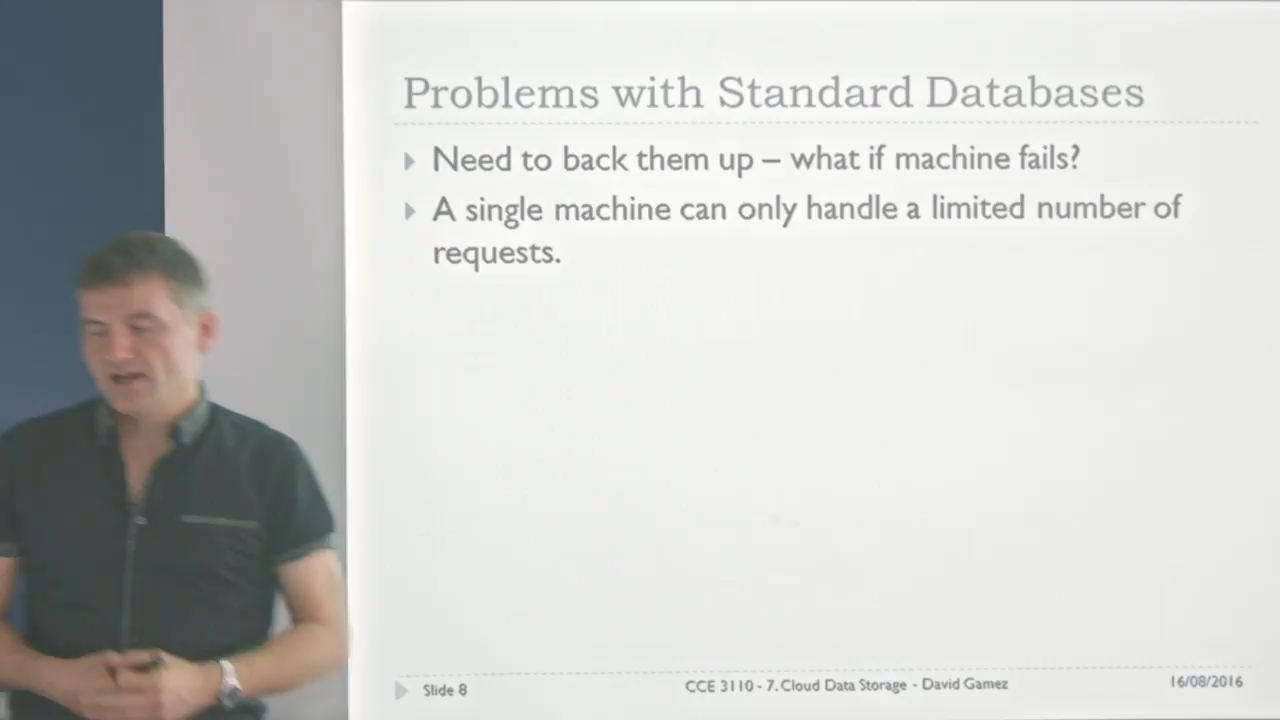 Problems with Standard Databases
Need to back them up – what if machine fails?
A single machine can only handle a limited number of
requests.
Slide 8
CCE 3110 - 7. Cloud Data Storage - David Gamez
16/08/2016